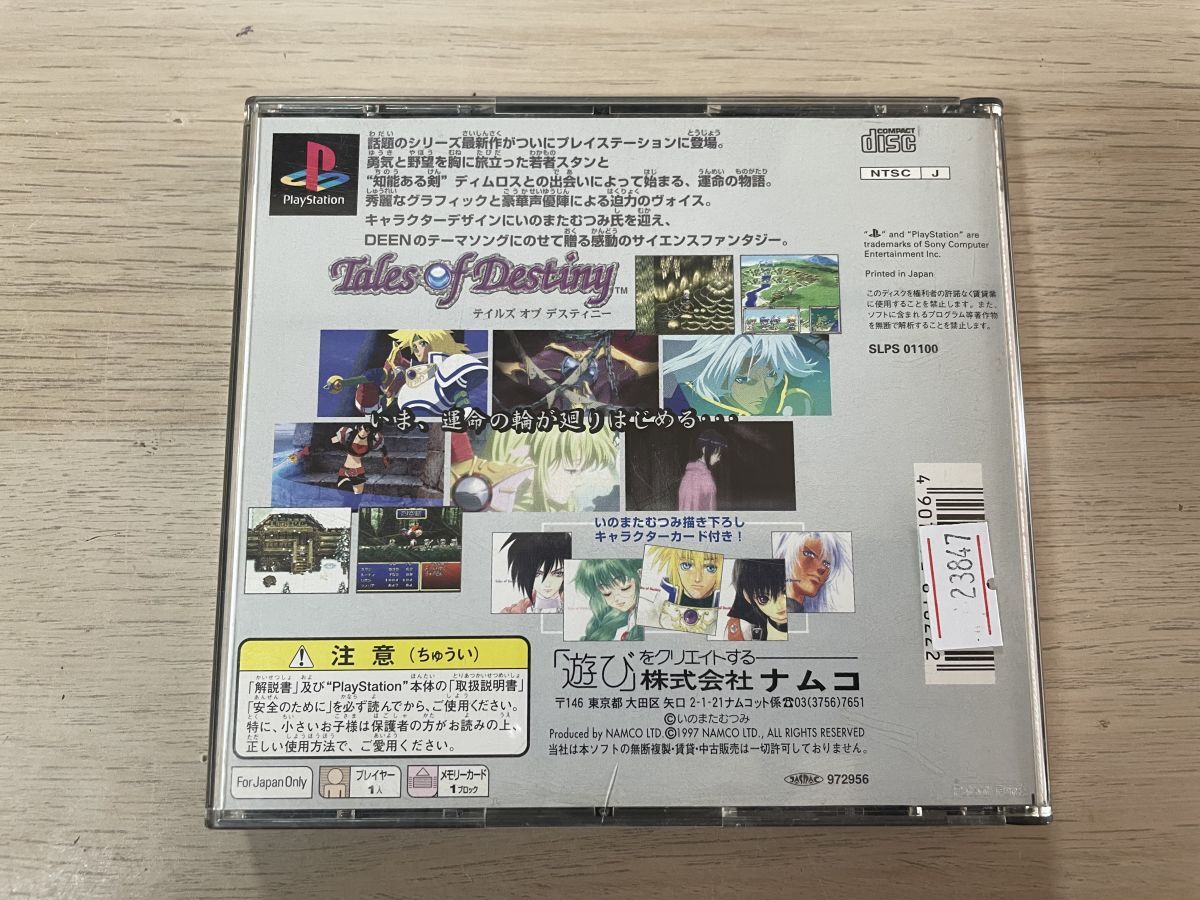 話題のシリーズ最新作がついにプレイステーションに登場。
勇気と野望を胸に旅立った若者スタンと
“知能ある剣” ディムロスとの出会いによって始まる、運命の物語。
秀麗なグラフィックと豪華声優陣による迫力のヴォイス。
キャラクターデザインにいのまたむつみ氏を迎え、
DEENのテーマソングにのせて贈る感動のサイエンスファンタジー。
PlayStation
COMPACT
disc
NTSC J
“PS” and “PlayStation” are
trademarks of Sony Computer
Entertainment Inc.
Printed in Japan
このディスクを権利者の許諾なく賃貸業
に使用することを禁止します。また、
ソフトに含まれるプログラム等著作物
を無断で解析することを禁止します。
SLPS 01100
Tales of Destiny TM
テイルズ オブ デスティニー
いま、運命の輪が廻りはじめる・・・
いのまたむつみ描き下ろし
キャラクターカード付き!
23847
注意(ちゅうい)
「解説書」及び“PlayStation”本体の「取扱説明書」
「安全のために」を必ず読んでから、ご使用ください。
特に、小さいお子様は保護者の方がお読みの上、
正しい使用方法で、ご愛用ください。
For Japan Only
プレイヤー
1人
メモリーカード
1ブロック
「遊び」をクリエイトする
株式会社 ナムコ
〒146 東京都 大田区 矢口 2-1-21ナムコット係☎03(3756)7651
©いのまたむつみ
Produced by NAMCO LTD. ©1997 NAMCO LTD., ALL RIGHTS RESERVED
当社は本ソフトの無断複製・賃貸・中古販売は一切許可しておりません。
972956